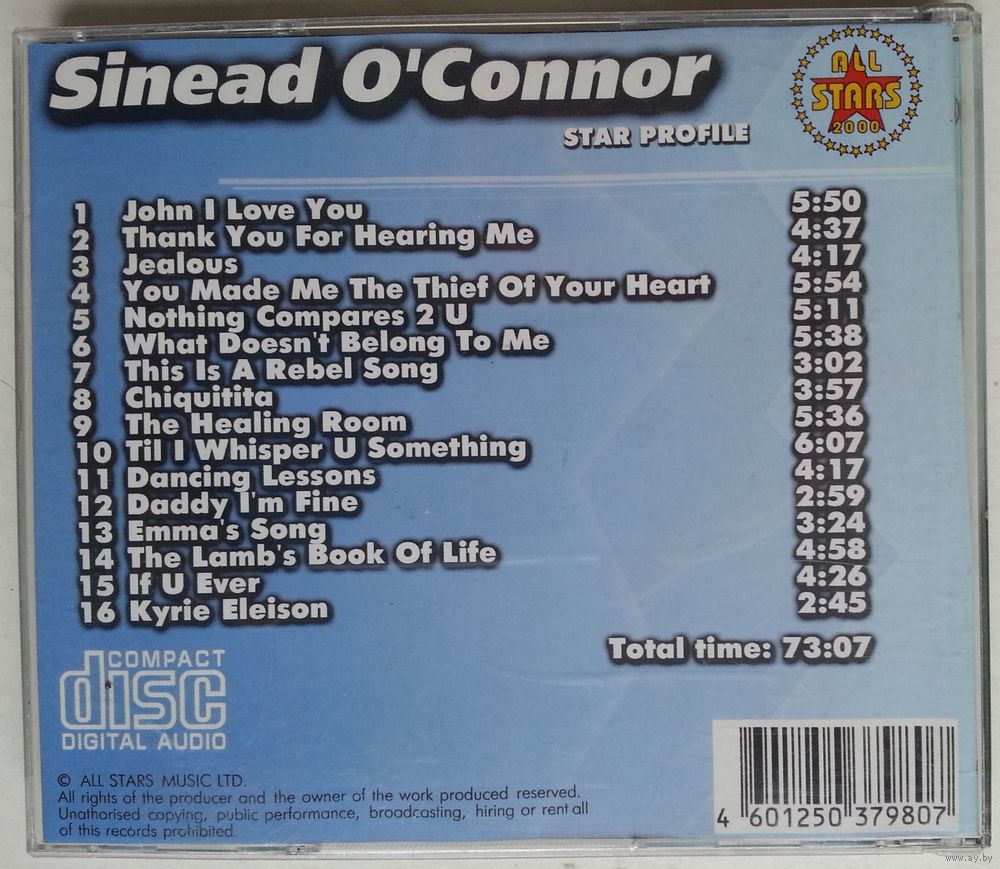 Sinead O'Connor
STAR PROFILE
ALL
STARS
2000
1 John I Love You 5:50
2 Thank You For Hearing Me 4:37
3 Jealous 4:17
4 You Made Me The Thief Of Your Heart 5:54
5 Nothing Compares 2 U 5:11
6 What Doesn't Belong To Me 5:38
7 This Is A Rebel Song 3:02
8 Chiquitita 3:57
9 The Healing Room 5:36
10 Til I Whisper U Something 6:07
11 Dancing Lessons 4:17
12 Daddy I'm Fine 2:59
13 Emma's Song 3:24
14 The Lamb's Book Of Life 4:58
15 If U Ever 4:26
16 Kyrie Eleison 2:45
Total time: 73:07
COMPACT
disc
DIGITAL AUDIO
© ALL STARS MUSIC LTD.
All rights of the producer and the owner of the work produced reserved.
Unathorised copying, public performance, broadcasting, hiring or rent all
of this records prohibited.
4 601250 379807
www.ay.by